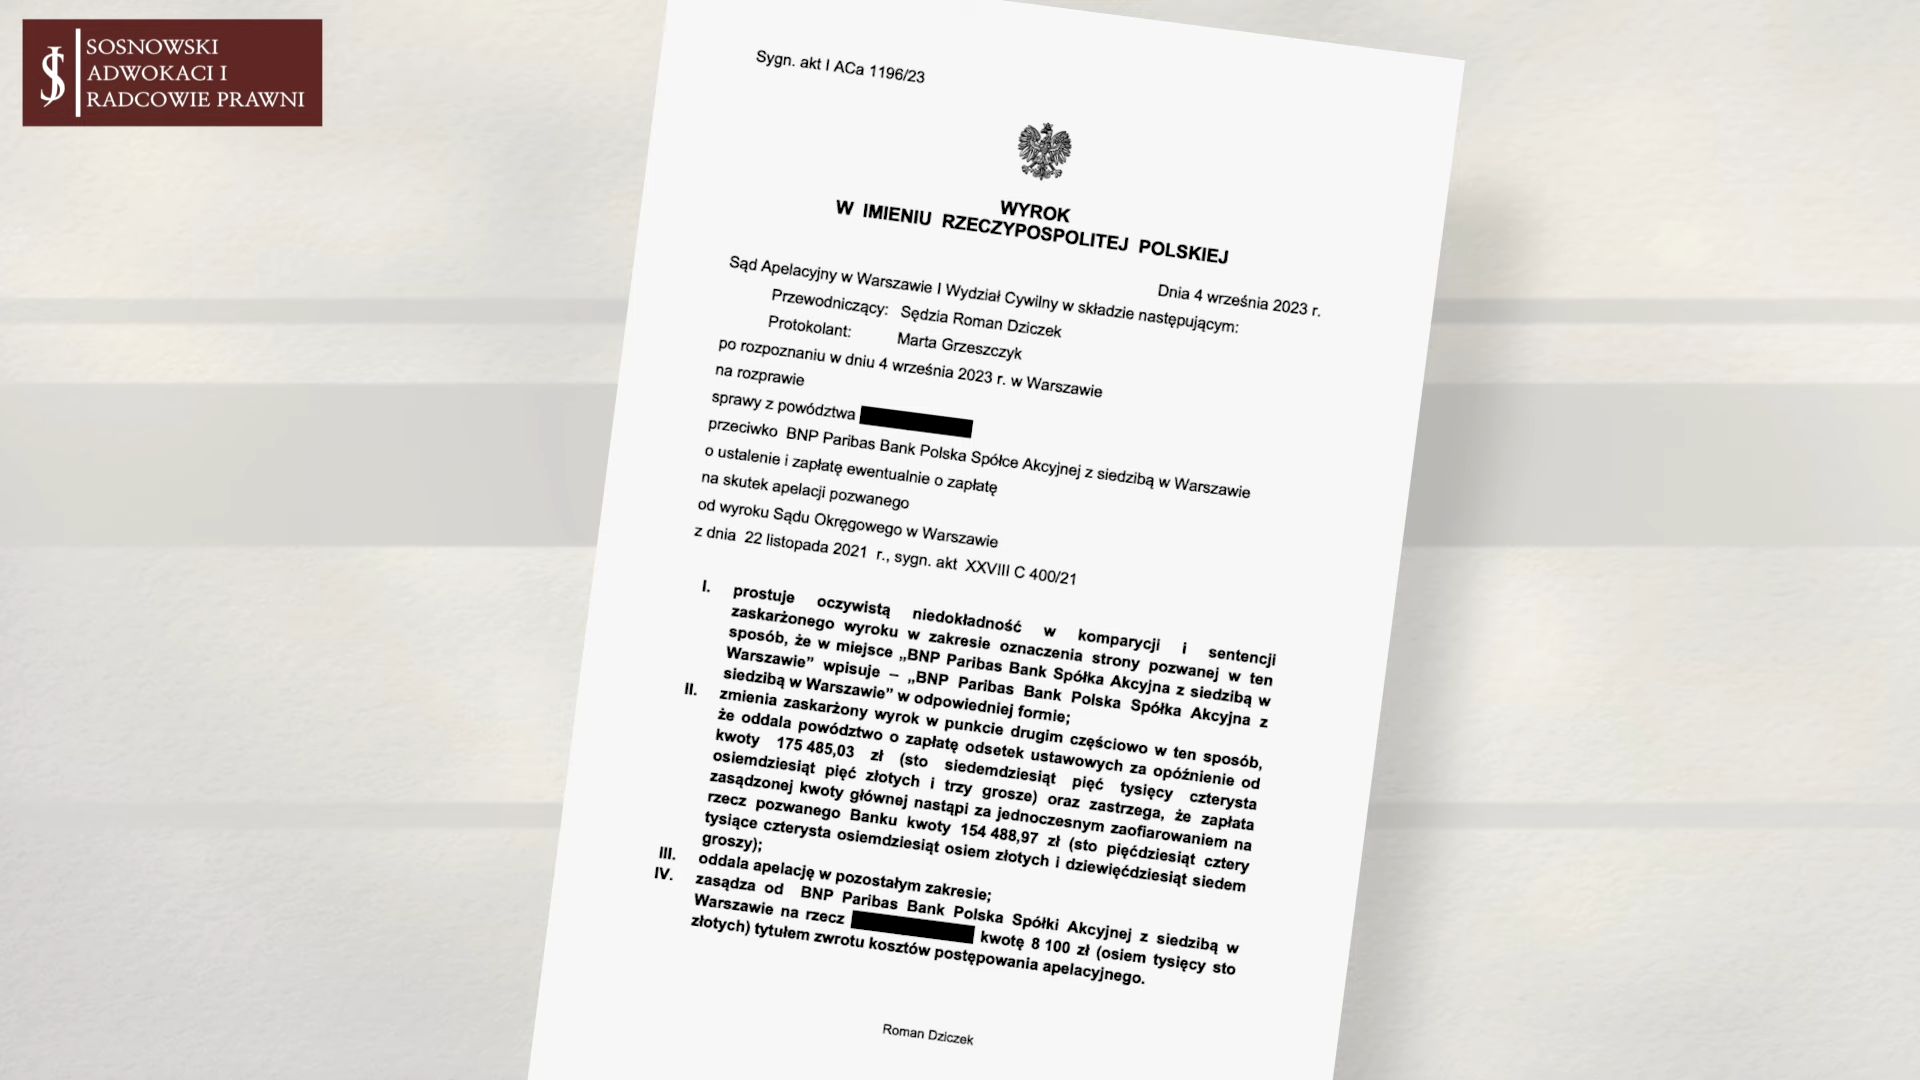 SOSNOWSKI
ADWOKACI I
RADCOWIE PRAWNI
Sygn. akt I ACa 1196/23
WYROK
W IMIENIU RZECZYPOSPOLITEJ POLSKIEJ
Dnia 4 września 2023 r.
Sąd Apelacyjny w Warszawie I Wydział Cywilny w składzie następującym:
Przewodniczący: Sędzia Roman Dziczek
Protokolant: Marta Grzeszczyk
po rozpoznaniu w dniu 4 września 2023 r. w Warszawie
na rozprawie
sprawy z powództwa
przeciwko BNP Paribas Bank Polska Spółce Akcyjnej z siedzibą w Warszawie
o ustalenie i zapłatę ewentualnie o zapłatę
na skutek apelacji pozwanego
od wyroku Sądu Okręgowego w Warszawie
z dnia 22 listopada 2021 r., sygn. akt XXVIII C 400/21
I. prostuje oczywistą niedokładność w komparycji i sentencji
zaskarżonego wyroku w zakresie oznaczenia strony pozwanej w ten
sposób, że w miejsce „BNP Paribas Bank Spółka Akcyjna z siedzibą w
Warszawie” wpisuje – „BNP Paribas Bank Polska Spółka Akcyjna z
siedzibą w Warszawie” w odpowiedniej formie;
II. zmienia zaskarżony wyrok w punkcie drugim częściowo w ten sposób,
że oddala powództwo o zapłatę odsetek ustawowych za opóźnienie od
kwoty 175 485,03 zł (sto siedemdziesiąt pięć tysięcy czterysta
osiemdziesiąt pięć złotych i trzy grosze) oraz zastrzega, że zapłata
zasądzonej kwoty głównej nastąpi za jednoczesnym zaofiarowaniem na
rzecz pozwanego Banku kwoty 154 488,97 zł (sto pięćdziesiąt cztery
tysiące czterysta osiemdziesiąt osiem złotych i dziewięćdziesiąt siedem
groszy);
III. oddala apelację w pozostałym zakresie;
IV. zasądza od BNP Paribas Bank Polska Spółki Akcyjnej z siedzibą w
Warszawie na rzecz kwotę 8 100 zł (osiem tysięcy sto
złotych) tytułem zwrotu kosztów postępowania apelacyjnego.
Roman Dziczek